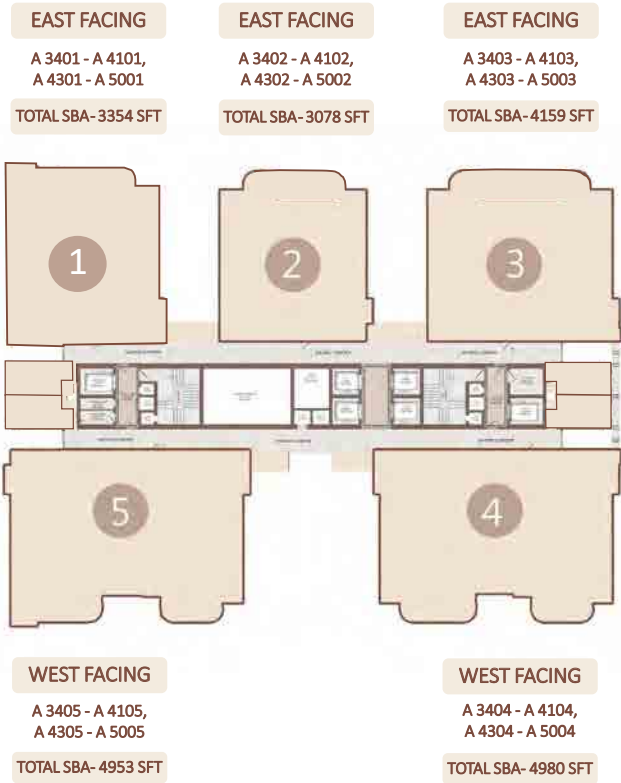 EAST FACING
A 3401 - A 4101,
A 4301 - A 5001
TOTAL SBA- 3354 SFT
EAST FACING
A 3402 - A 4102,
A 4302 - A 5002
TOTAL SBA- 3078 SFT
EAST FACING
A 3403 - A 4103,
A 4303 - A 5003
TOTAL SBA- 4159 SFT
1
2
3
5
4
WEST FACING
A 3405 - A 4105,
A 4305 - A 5005
TOTAL SBA- 4953 SFT
WEST FACING
A 3404 - A 4104,
A 4304 - A 5004
TOTAL SBA- 4980 SFT